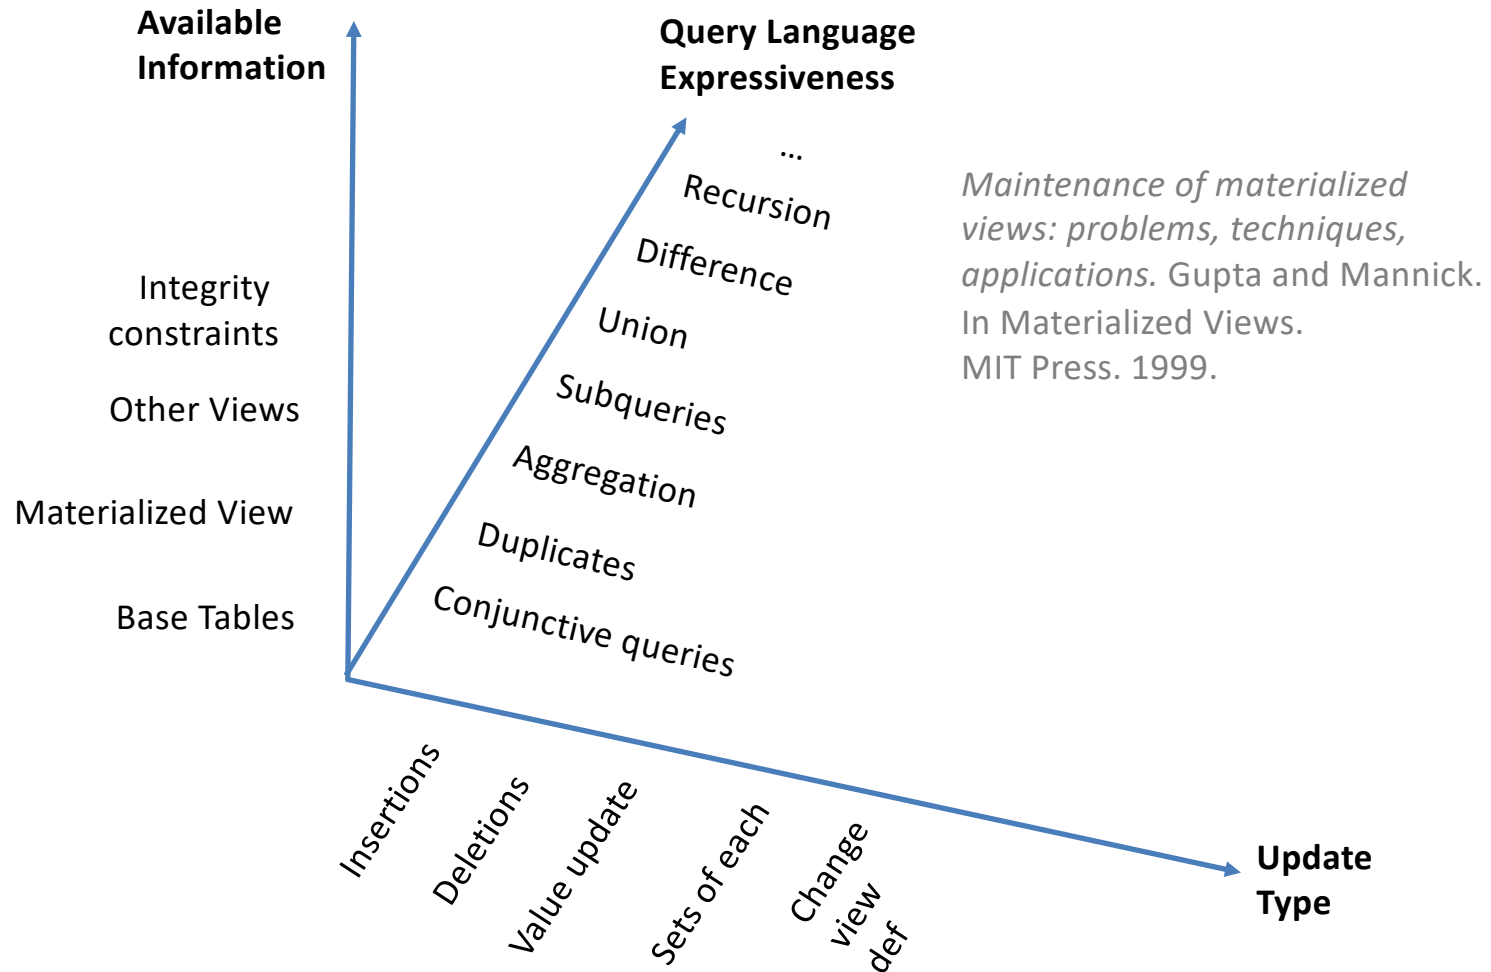 Available
Information
Query Language
Expressiveness
...
Recursion
Difference
Union
Subqueries
Aggregation
Duplicates
Conjunctive queries
Maintenance of materialized
views: problems, techniques,
applications. Gupta and Mannick.
In Materialized Views.
MIT Press. 1999.
Integrity
constraints
Other Views
Materialized View
Base Tables
Insertions
Deletions
Value update
Sets of each
Change
view
def
Update
Type